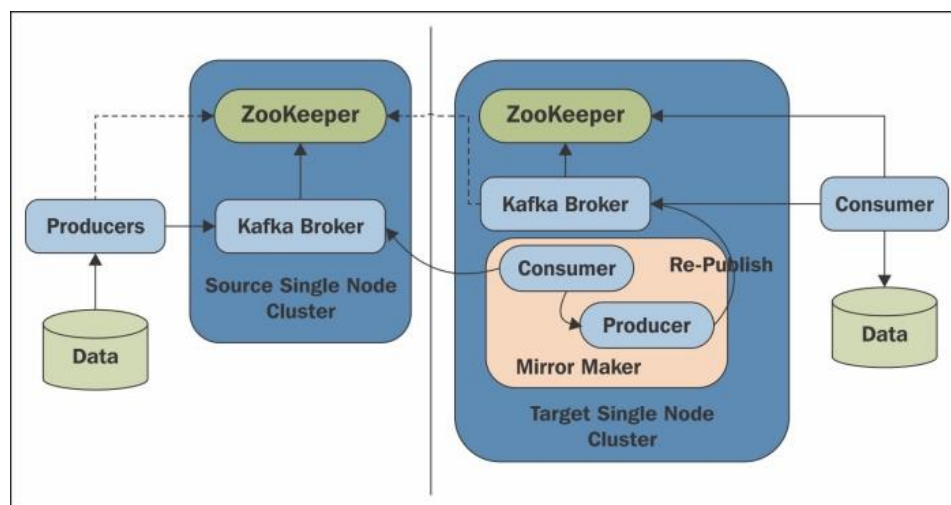 ZooKeeper
ZooKeeper
Producers
Kafka Broker
Kafka Broker
Consumer
Source Single Node
Cluster
Consumer
Re-Publish
Producer
Mirror Maker
Data
Data
Target Single Node
Cluster